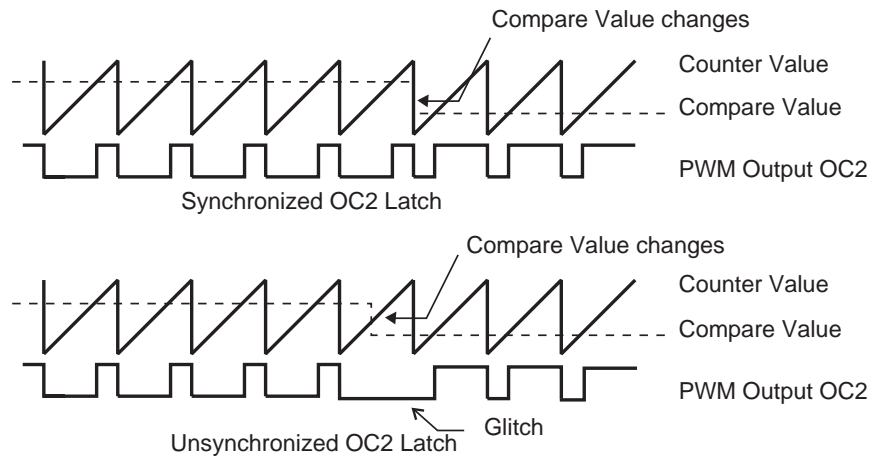 Compare Value changes
Counter Value
Compare Value
PWM Output OC2
Synchronized OC2 Latch
Compare Value changes
Counter Value
Compare Value
PWM Output OC2
Glitch
Unsynchronized OC2 Latch